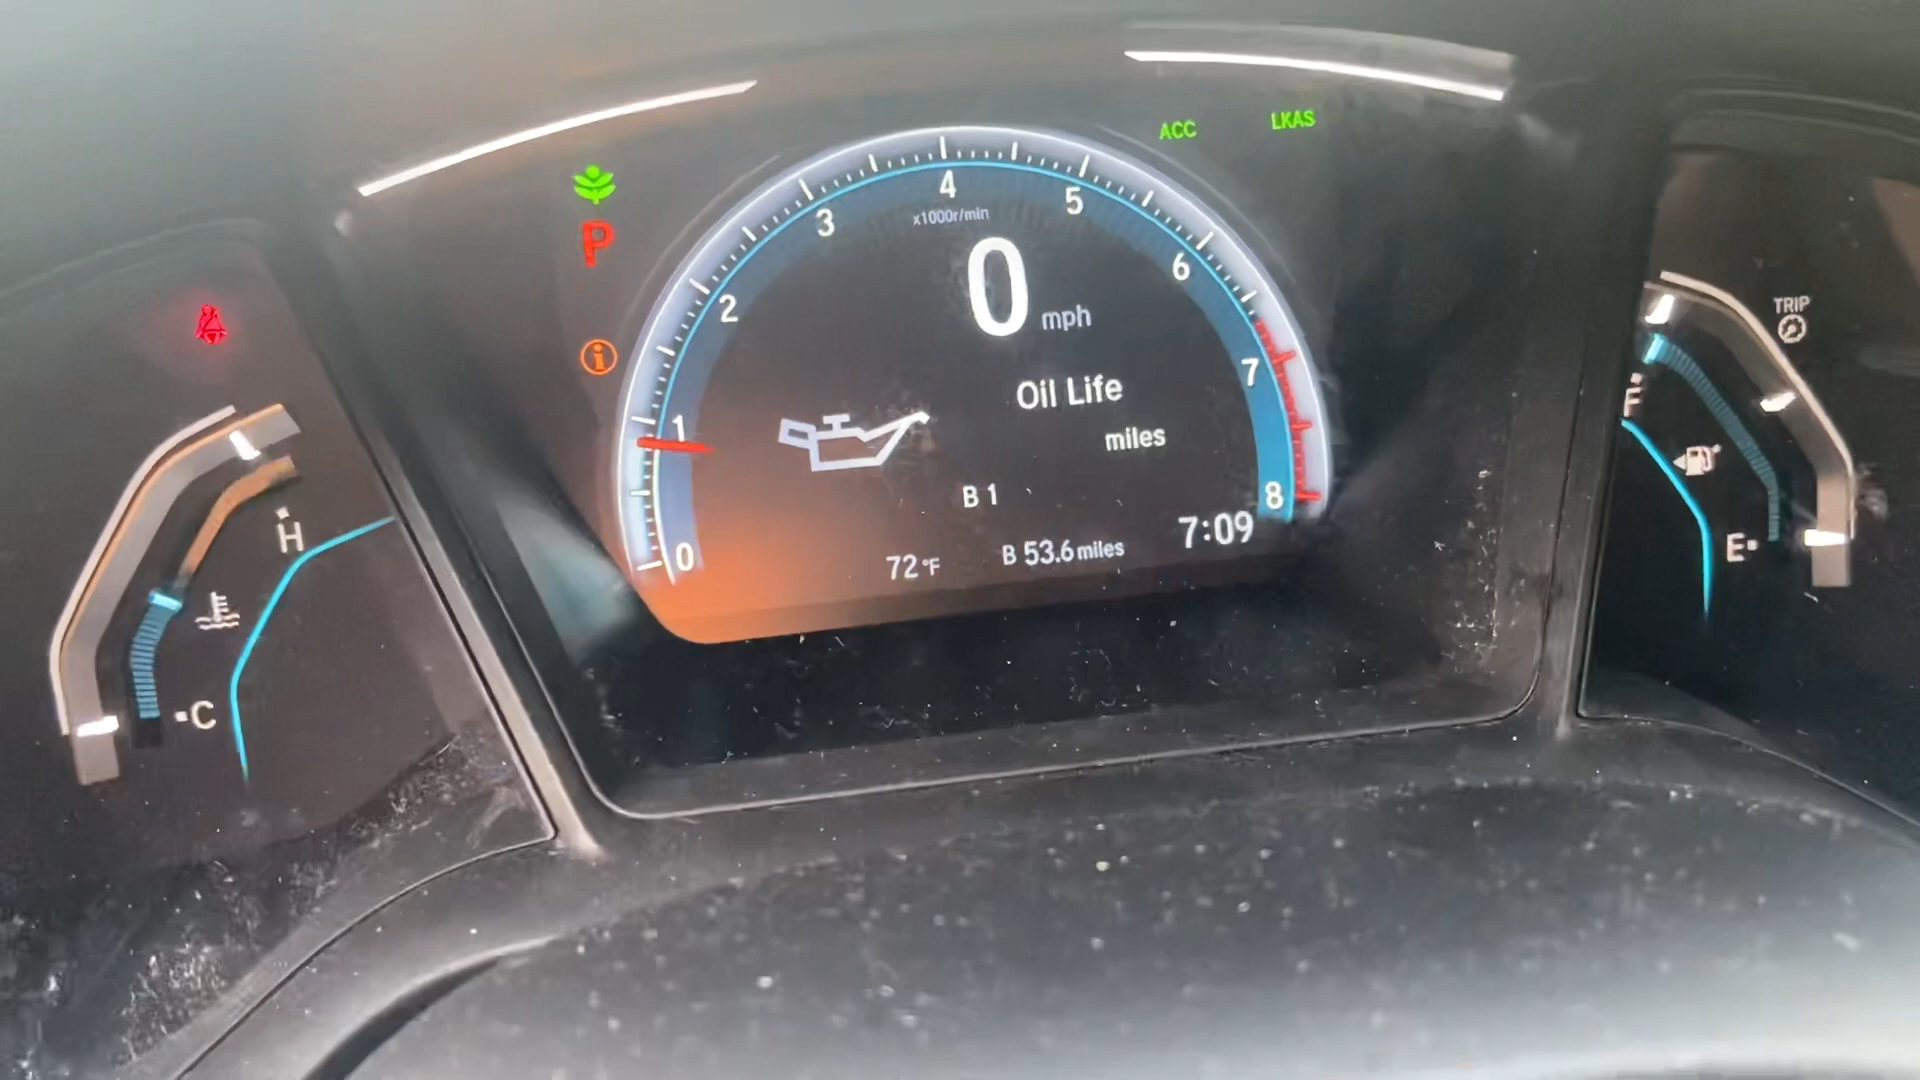 ACC LKAS
P
x1000r/min
0 1 2 3 4 5 6 7 8
0 mph
Oil Life
miles
B 1
72°F B 53.6 miles 7:09
H
C
TRIP
F
E